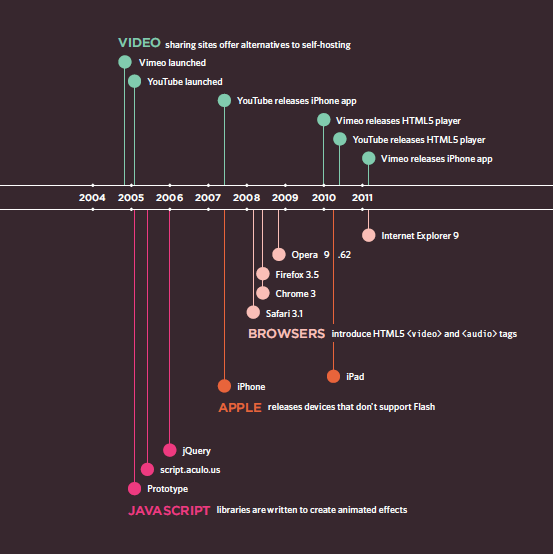 VIDEO sharing sites offer alternatives to self-hosting
Vimeo launched
YouTube launched
YouTube releases iPhone app
Vimeo releases HTML5 player
YouTube releases HTML5 player
Vimeo releases iPhone app
2004 2005 2006 2007 2008 2009 2010 2011
Internet Explorer 9
Opera 9 .62
Firefox 3.5
Chrome 3
Safari 3.1
BROWSERS introduce HTML5 <video> and <audio> tags
iPad
iPhone
APPLE releases devices that don't support Flash
jQuery
script.aculo.us
Prototype
JAVASCRIPT libraries are written to create animated effects